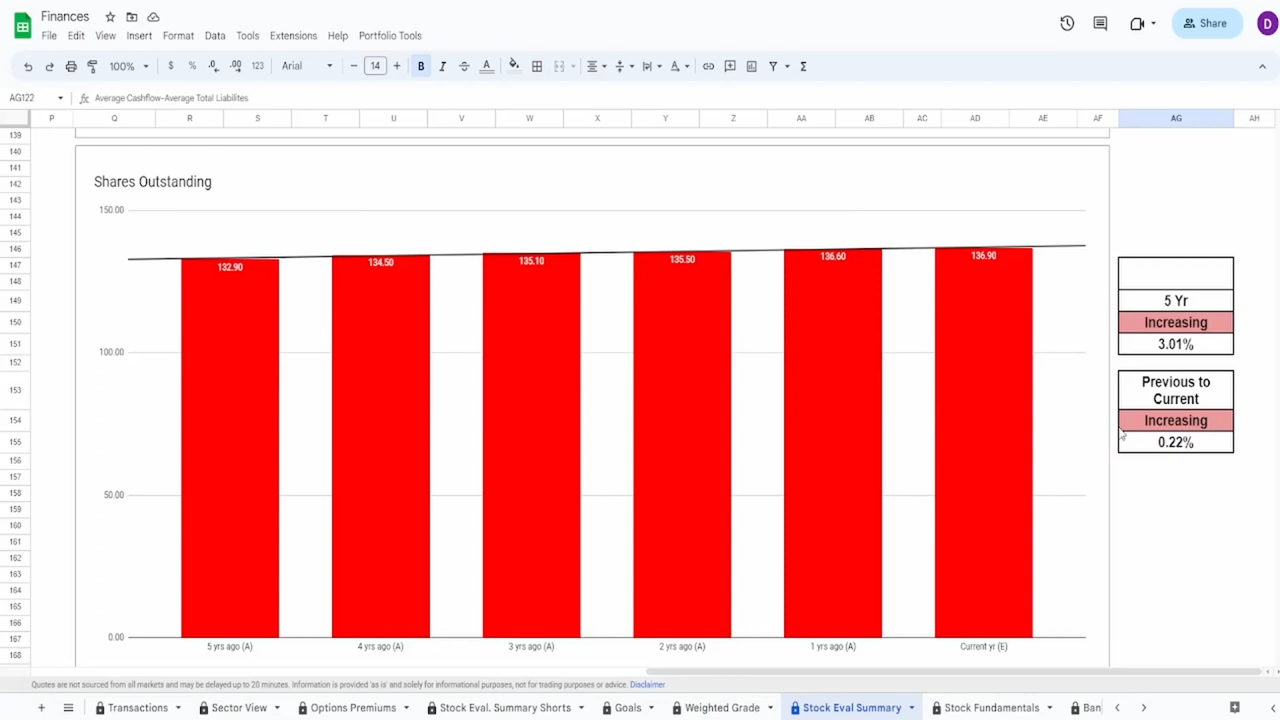 Finances
File Edit View Insert Format Data Tools Extensions Help Portfolio Tools
Share
D
100% $ % .0 .00 123 Arial 14 B I A
AG122 fx Average Cashflow-Average Total Liabilites
P Q R S T U V W X Y Z AA AB AC AD AE AF AG AH
139
140
141
142
143
144
145
146
147
148
149
150
151
152
153
154
155
156
157
158
159
160
161
162
163
164
165
166
167
168
Shares Outstanding
150.00
100.00
50.00
0.00
132.90 134.50 135.10 135.50 136.60 136.90
5 yrs ago (A) 4 yrs ago (A) 3 yrs ago (A) 2 yrs ago (A) 1 yrs ago (A) Current yr (E)
5 Yr
Increasing
3.01%
Previous to
Current
Increasing
0.22%
Quotes are not sourced from all markets and may be delayed up to 20 minutes. Information is provided 'as is' and solely for informational purposes, not for trading purposes or advice. Disclaimer
Transactions Sector View Options Premiums Stock Eval. Summary Shorts Goals Weighted Grade Stock Eval Summary Stock Fundamentals Ban